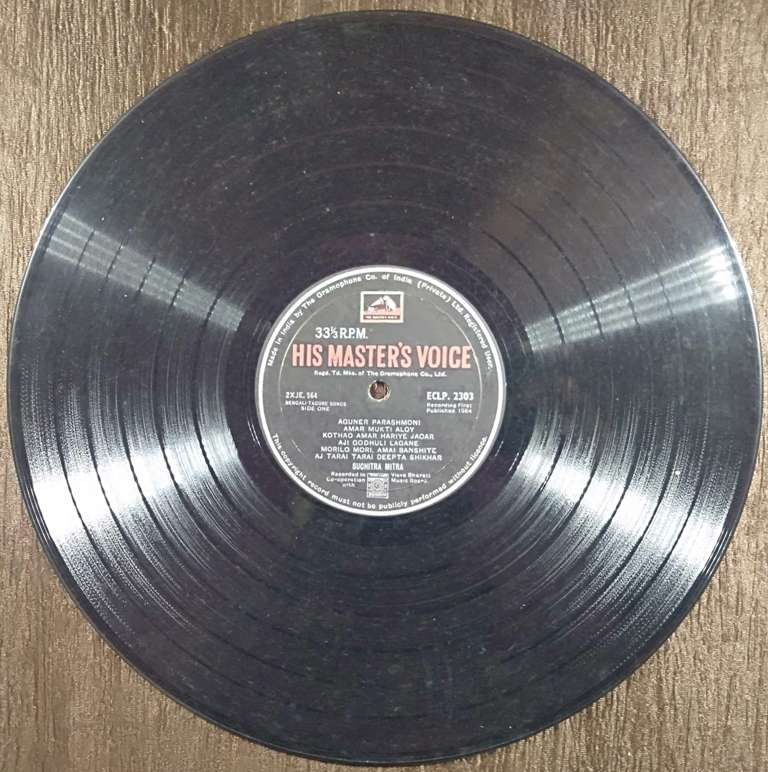 Made in India by The Gramophone Co. of India (Private) Ltd. Registered User.
33⅓ R.P.M.
HIS MASTER'S VOICE
Regd. Td. Mks. of The Gramophone Co., Ltd.
2XJE. 564
ECLP. 2303
BENGALI-TAGORE SONGS
Recording First
SIDE ONE
Published 1964
AGUNER PARASHMONI
AMAR MUKTI ALOY
KOTHAO AMAR HARIYE JAOAR
AJI GODHULI LAGANE
MORILO MORI, AMAI BANSHITE
AJ TARAI TARAI DEEPTA SHIKHAR
SUCHITRA MITRA
Recorded in Visva Bharati
Co-operation Music Board.
with
This copyright record must not be publicly performed without license.